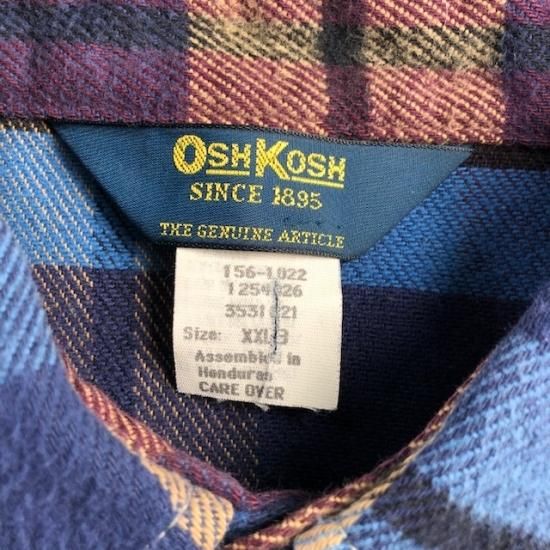 OSHKOSH
SINCE 1895
THE GENUINE ARTICLE
156-1022
Size:
Assembled in
Honduras
CARE OVER